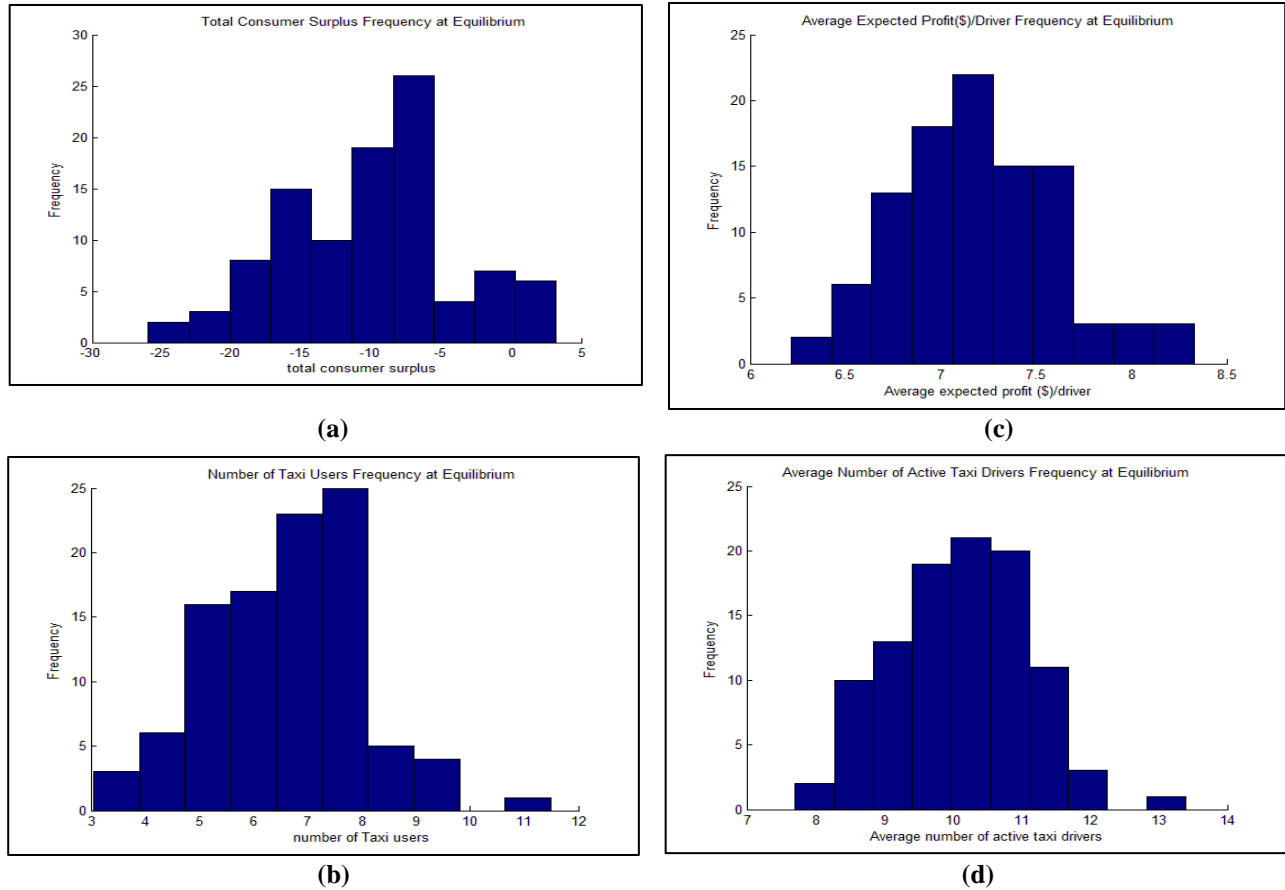 Total Consumer Surplus Frequency at Equilibrium
30
25
20
15
10
5
0
Frequency
-30 -25 -20 -15 -10 -5 0 5
total consumer surplus
(a)
Average Expected Profit($)/Driver Frequency at Equilibrium
25
20
15
10
5
0
Frequency
6 6.5 7 7.5 8 8.5
Average expected profit ($)/driver
(c)
Number of Taxi Users Frequency at Equilibrium
25
20
15
10
5
0
Frequency
3 4 5 6 7 8 9 10 11 12
number of Taxi users
(b)
Average Number of Active Taxi Drivers Frequency at Equilibrium
25
20
15
10
5
0
Frequency
7 8 9 10 11 12 13 14
Average number of active taxi drivers
(d)